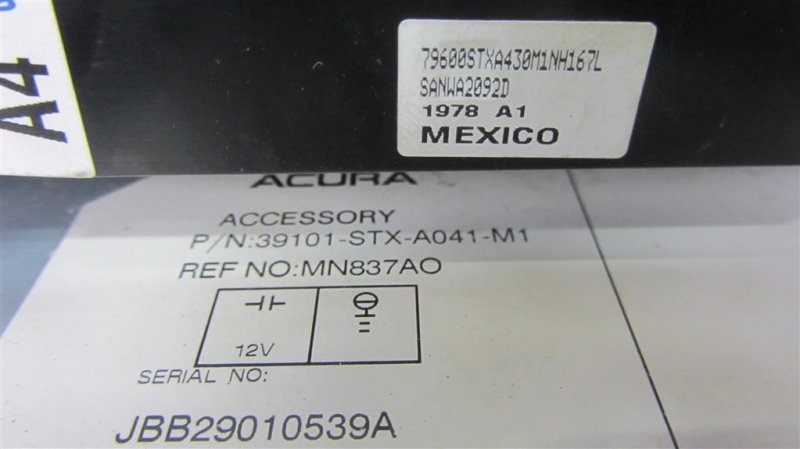 A4
79600STXA430M1NH167L
SANWA2092D
1978 A1
MEXICO
ACURA
ACCESSORY
P/N:39101-STX-A041-M1
REF NO:MN837AO
12V
SERIAL NO:
JBB29010539A